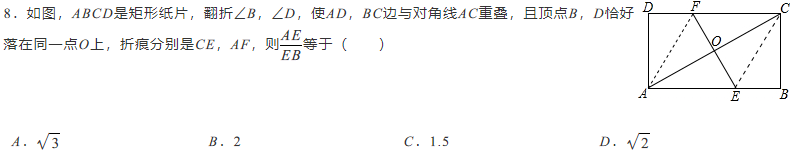 8．如图，ABCD是矩形纸片，翻折∠B，∠D，使AD，BC边与对角线AC重叠，且顶点B，D恰好
落在同一点O上，折痕分别是CE，AF，则AE/EB等于（　　）
D F C
O
A E B
A．√3 B．2 C．1.5 D．√2